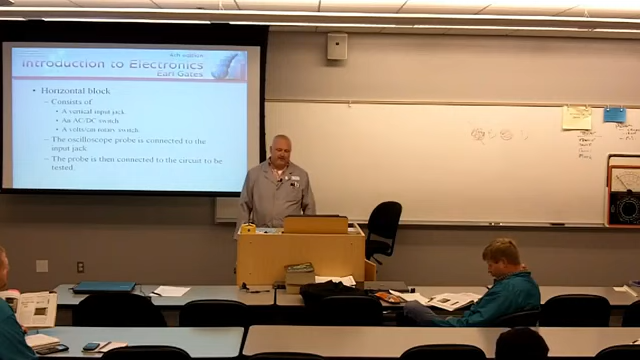 Introduction to Electronics
Earl Gates
• Horizontal block
– Consists of
• A vertical input jack
• An AC/DC switch
• A volts/cm rotary switch
– The oscilloscope probe is connected to the
input jack.
– The probe is then connected to the circuit to be
tested.